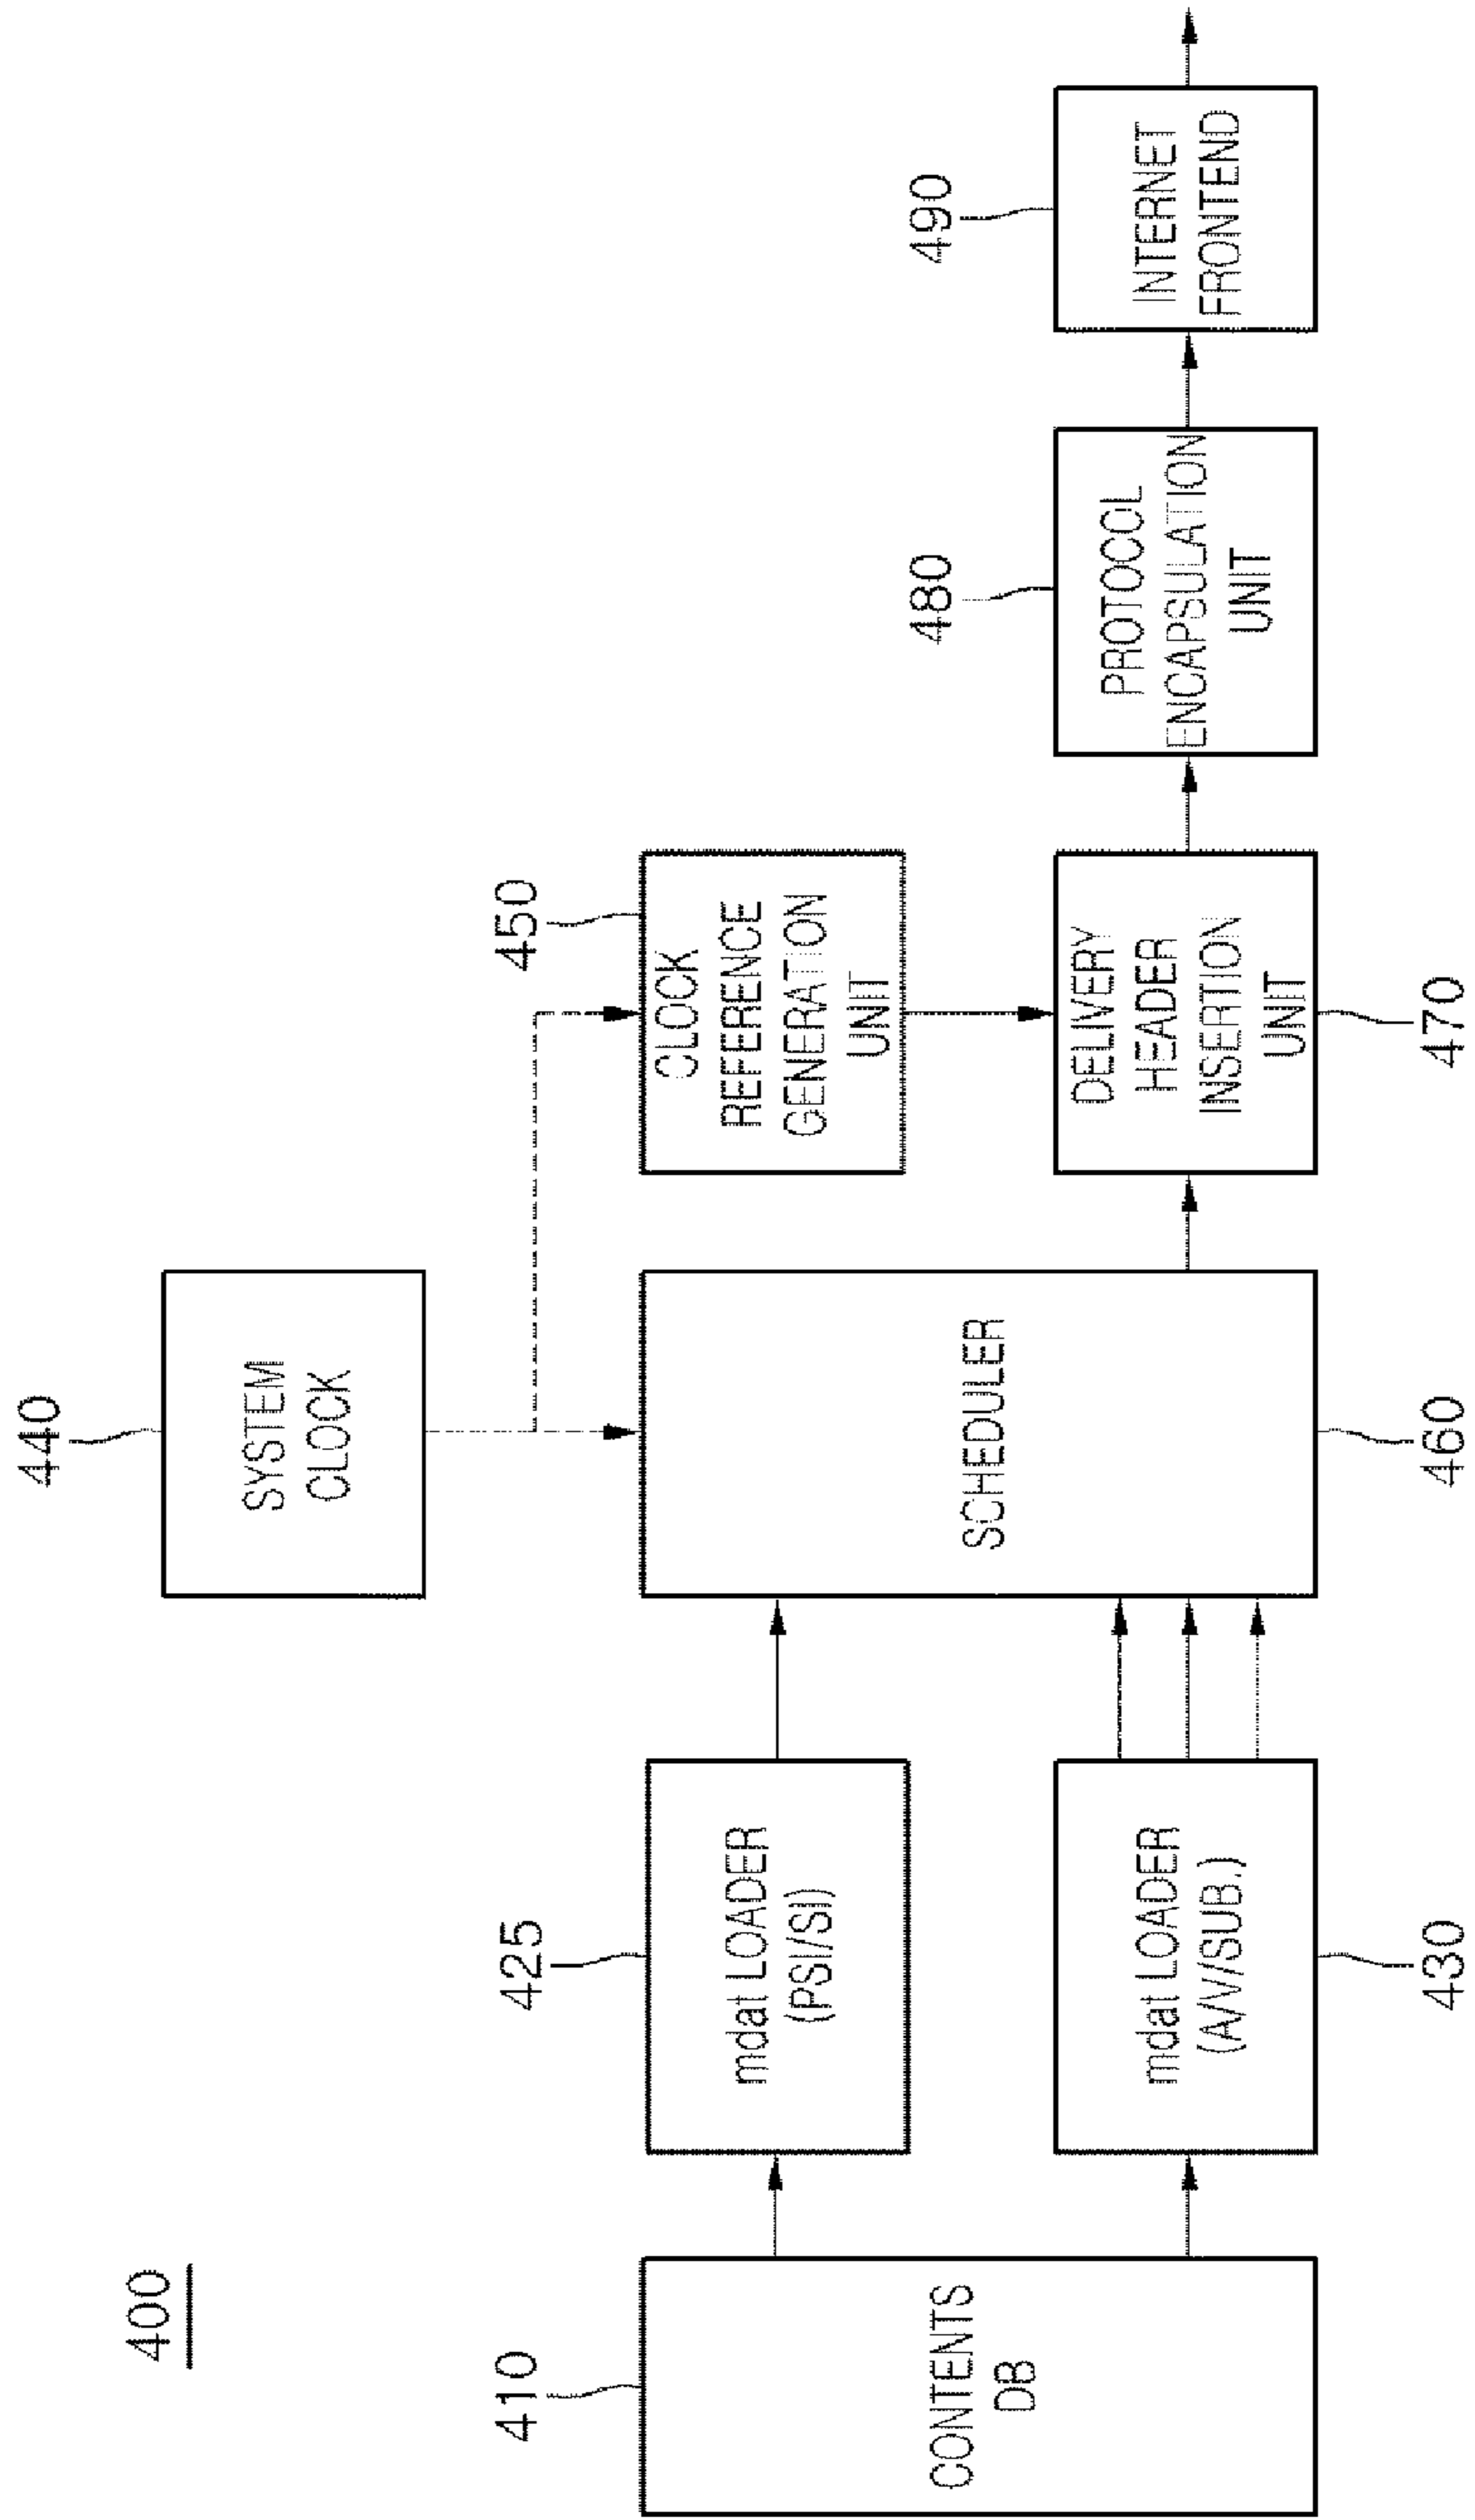 400
440
SYSTEM
CLOCK
410
CONTENTS
DB
425
mdat LOADER
(PSI/SI)
mdat LOADER
(A/V/SUB.)
430
SCHEDULER
460
450
CLOCK
REFERENCE
GENERATION
UNIT
DELIVERY
HEADER
INSERTION
UNIT
470
480
PROTOCOL
ENCAPSULATION
UNIT
490
INTERNET
FRONTEND